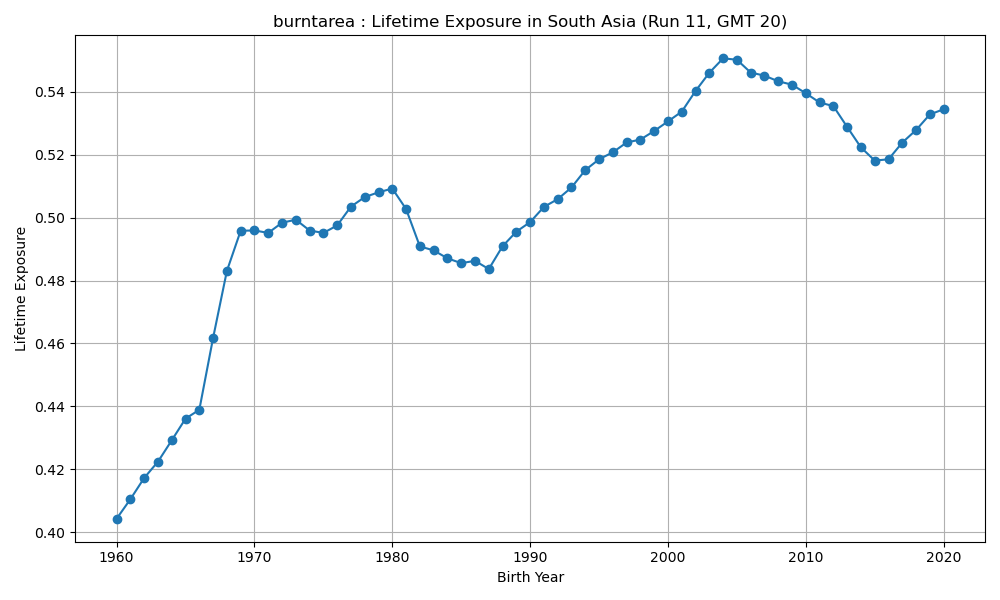 burntarea : Lifetime Exposure in South Asia (Run 11, GMT 20)
Lifetime Exposure
0.54
0.52
0.50
0.48
0.46
0.44
0.42
0.40
1960 1970 1980 1990 2000 2010 2020
Birth Year